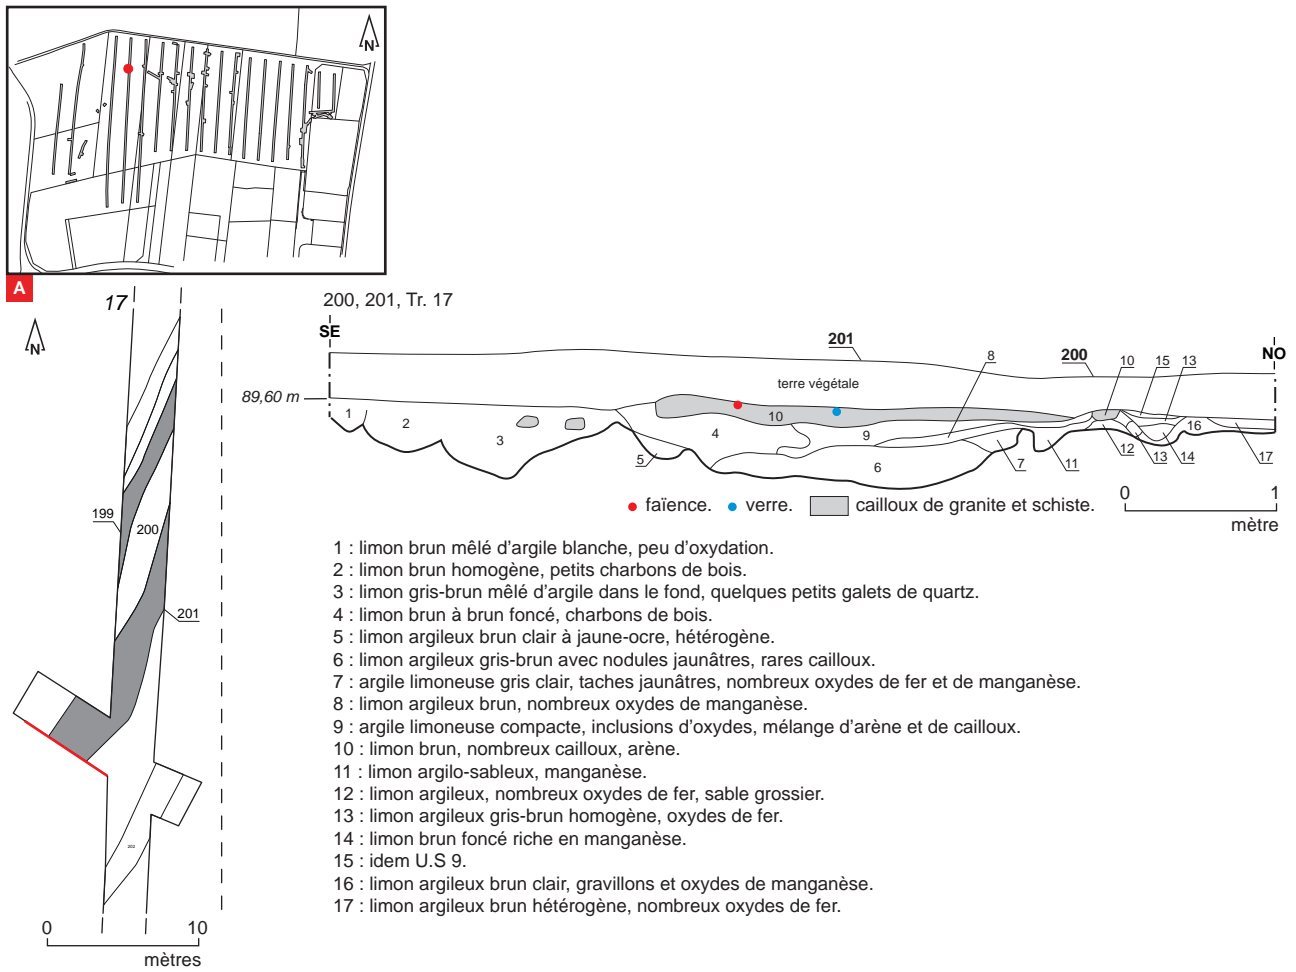 N
A
17
N
199
200
201
202
0 10
mètres
200, 201, Tr. 17
SE
201
8
200
10
15
13
NO
terre végétale
89,60 m
1
2
3
4
10
9
16
5
6
7
11
12
13
14
17
faïence. verre. cailloux de granite et schiste.
0 1
mètre
1 : limon brun mêlé d'argile blanche, peu d'oxydation.
2 : limon brun homogène, petits charbons de bois.
3 : limon gris-brun mêlé d'argile dans le fond, quelques petits galets de quartz.
4 : limon brun à brun foncé, charbons de bois.
5 : limon argileux brun clair à jaune-ocre, hétérogène.
6 : limon argileux gris-brun avec nodules jaunâtres, rares cailloux.
7 : argile limoneuse gris clair, taches jaunâtres, nombreux oxydes de fer et de manganèse.
8 : limon argileux brun, nombreux oxydes de manganèse.
9 : argile limoneuse compacte, inclusions d'oxydes, mélange d'arène et de cailloux.
10 : limon brun, nombreux cailloux, arène.
11 : limon argilo-sableux, manganèse.
12 : limon argileux, nombreux oxydes de fer, sable grossier.
13 : limon argileux gris-brun homogène, oxydes de fer.
14 : limon brun foncé riche en manganèse.
15 : idem U.S 9.
16 : limon argileux brun clair, gravillons et oxydes de manganèse.
17 : limon argileux brun hétérogène, nombreux oxydes de fer.